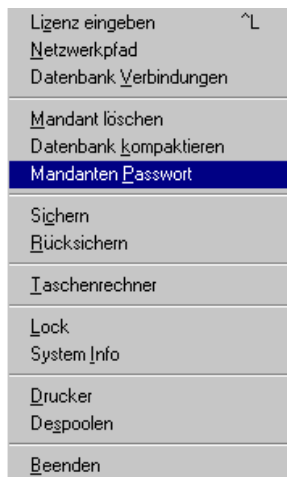 Lizenz eingeben ^L
Netzwerkpfad
Datenbank Verbindungen
Mandant löschen
Datenbank kompaktieren
Mandanten Passwort
Sichern
Rücksichern
Taschenrechner
Lock
System Info
Drucker
Despoolen
Beenden